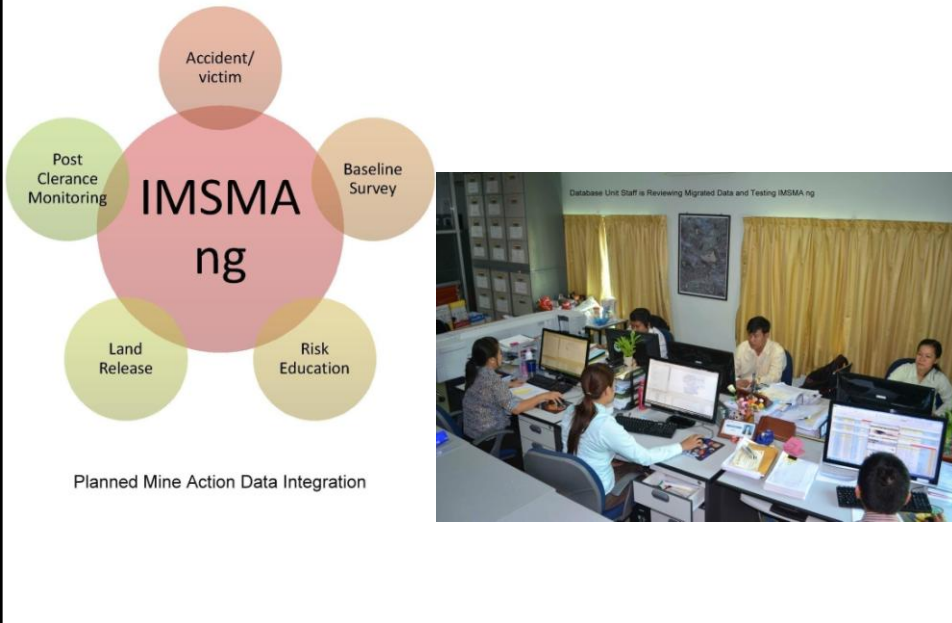 Accident/
victim
Post
Clerance
Monitoring
IMSMA
ng
Baseline
Survey
Land
Release
Risk
Education
Planned Mine Action Data Integration
Database Unit Staff is Reviewing Migrated Data and Testing IMSMA ng